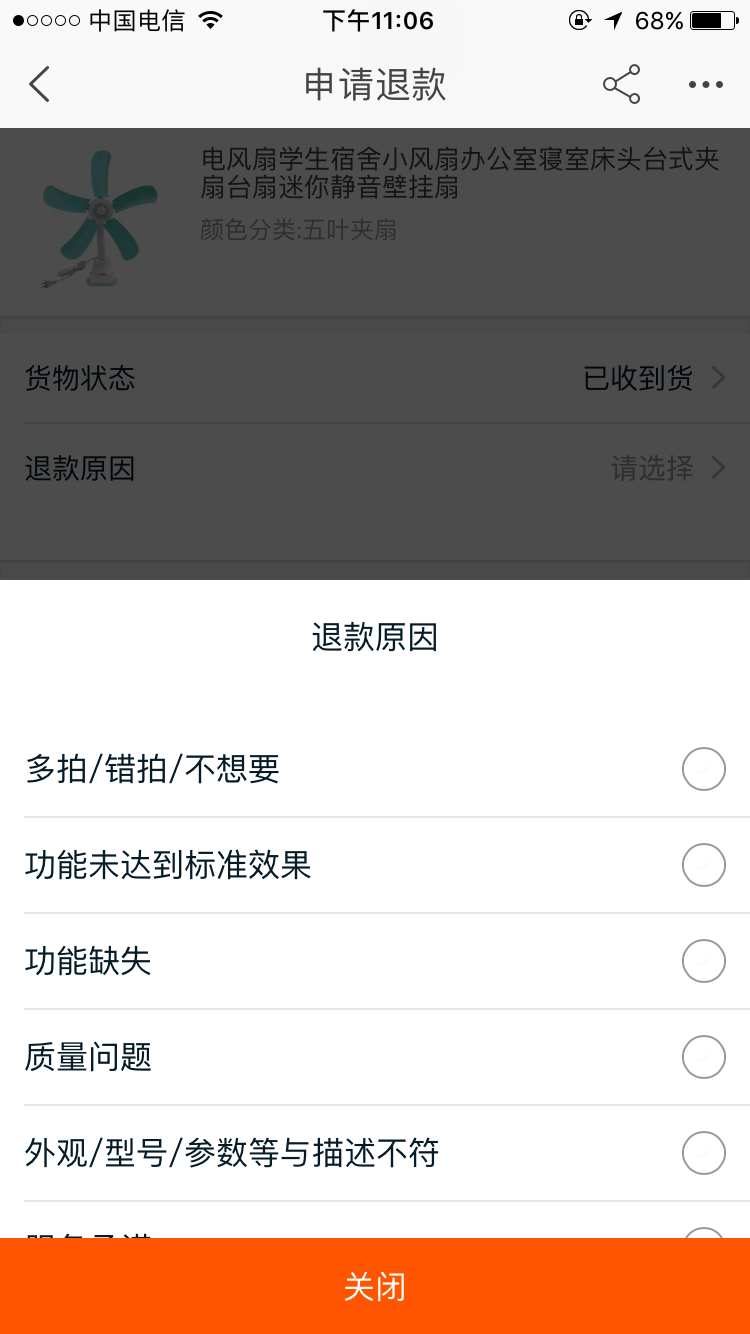 中国电信 下午11:06 68%
申请退款
电风扇学生宿舍小风扇办公室寝室床头台式夹
扇台扇迷你静音壁挂扇
颜色分类:五叶夹扇
货物状态 已收到货
退款原因 请选择
退款原因
多拍/错拍/不想要
功能未达到标准效果
功能缺失
质量问题
外观/型号/参数等与描述不符
关闭